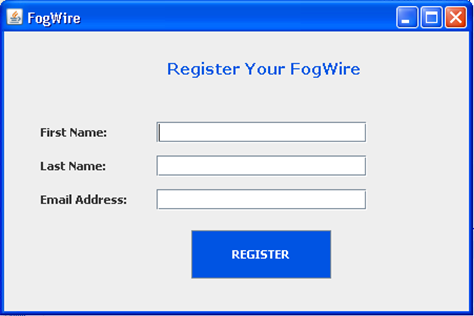 FogWire
Register Your FogWire
First Name:
Last Name:
Email Address:
REGISTER